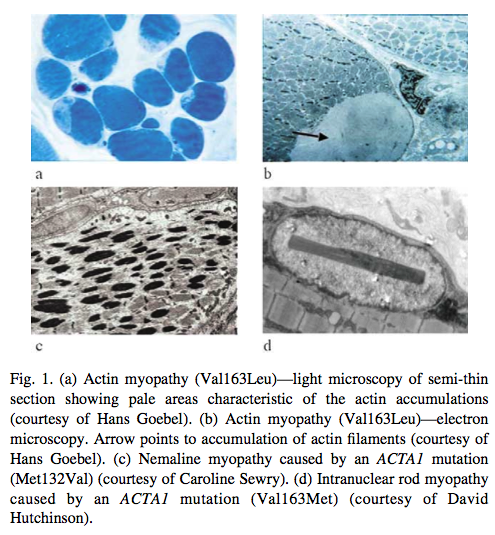 a
b
c
d
Fig. 1. (a) Actin myopathy (Val163Leu)—light microscopy of semi-thin
section showing pale areas characteristic of the actin accumulations
(courtesy of Hans Goebel). (b) Actin myopathy (Val163Leu)—electron
microscopy. Arrow points to accumulation of actin filaments (courtesy of
Hans Goebel). (c) Nemaline myopathy caused by an ACTA1 mutation
(Met132Val) (courtesy of Caroline Sewry). (d) Intranuclear rod myopathy
caused by an ACTA1 mutation (Val163Met) (courtesy of David
Hutchinson).